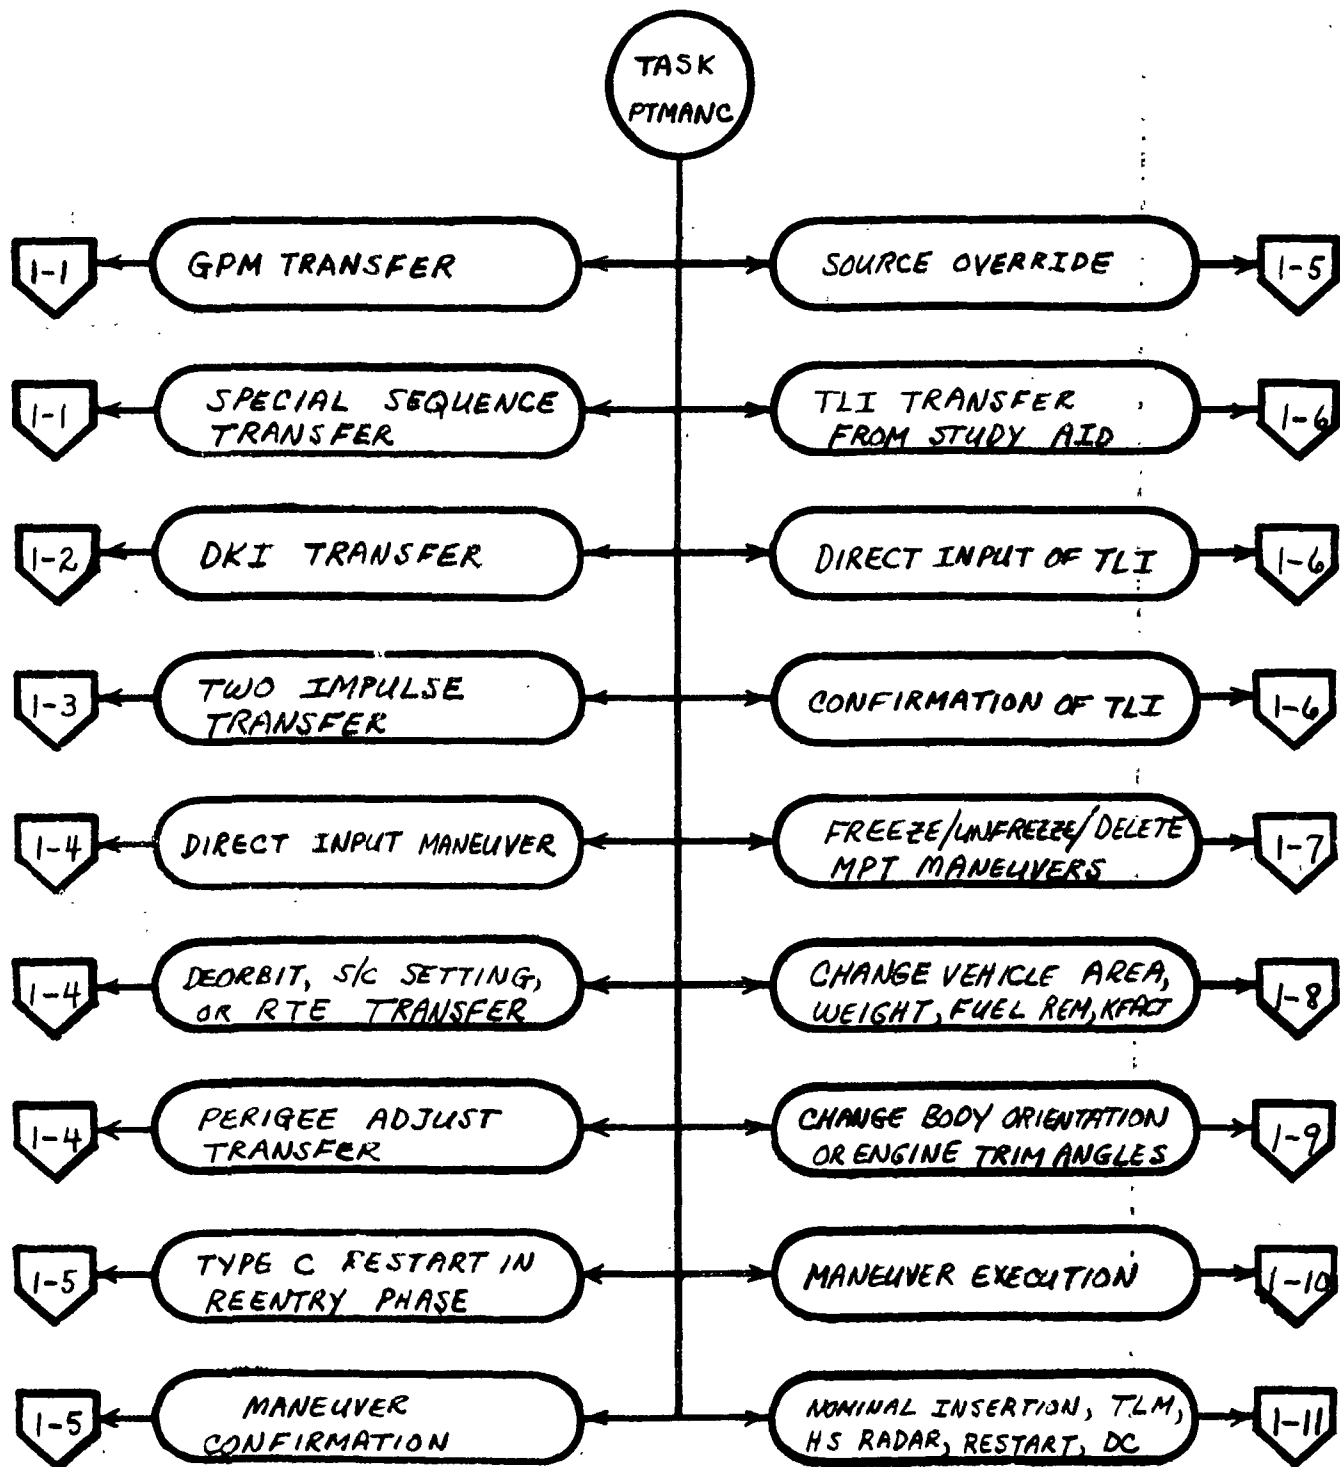 TASK
PTMANC
1-1
GPM TRANSFER
SOURCE OVERRIDE
1-5
1-1
SPECIAL SEQUENCE
TRANSFER
TLI TRANSFER
FROM STUDY AID
1-6
1-2
DKI TRANSFER
DIRECT INPUT OF TLI
1-6
1-3
TWO IMPULSE
TRANSFER
CONFIRMATION OF TLI
1-6
1-4
DIRECT INPUT MANEUVER
FREEZE/UNFREEZE/DELETE
MPT MANEUVERS
1-7
1-4
DEORBIT, S/C SETTING,
OR RTE TRANSFER
CHANGE VEHICLE AREA,
WEIGHT, FUEL REM, KFACT
1-8
1-4
PERIGEE ADJUST
TRANSFER
CHANGE BODY ORIENTATION
OR ENGINE TRIM ANGLES
1-9
1-5
TYPE C RESTART IN
REENTRY PHASE
MANEUVER EXECUTION
1-10
1-5
MANEUVER
CONFIRMATION
NOMINAL INSERTION, TLM,
HS RADAR, RESTART, DC
1-11